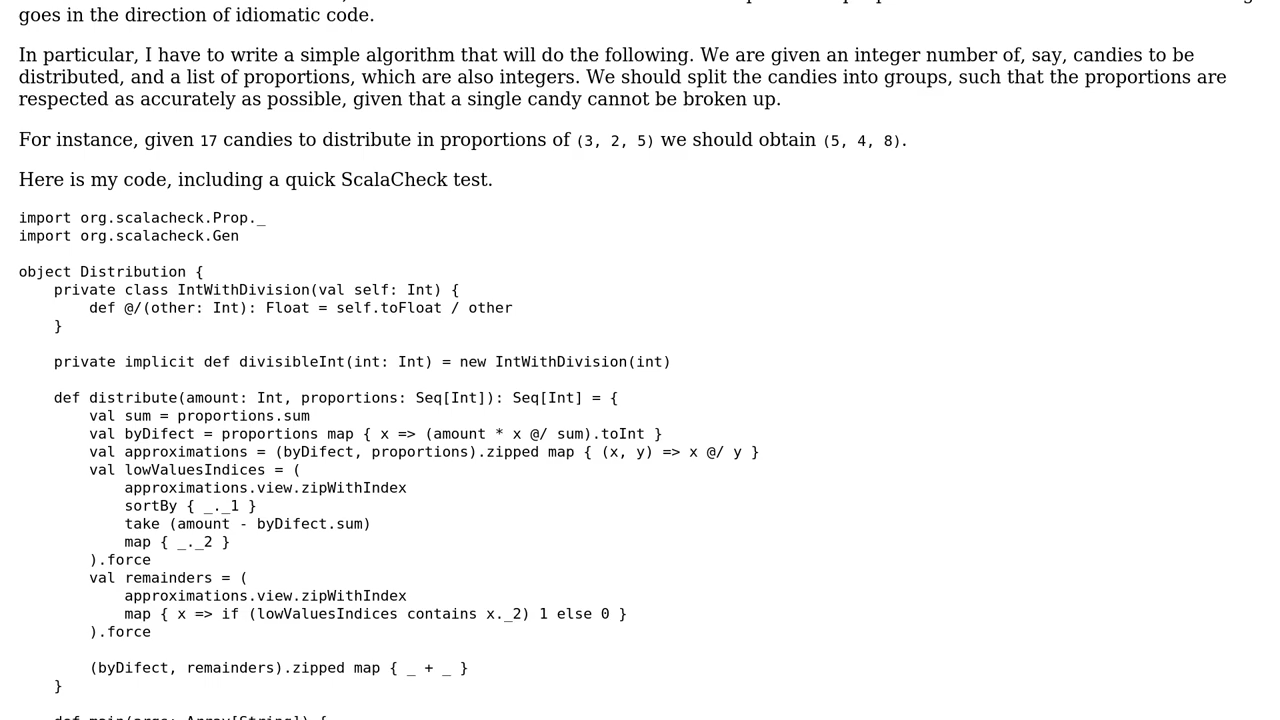 goes in the direction of idiomatic code.
In particular, I have to write a simple algorithm that will do the following. We are given an integer number of, say, candies to be
distributed, and a list of proportions, which are also integers. We should split the candies into groups, such that the proportions are
respected as accurately as possible, given that a single candy cannot be broken up.
For instance, given 17 candies to distribute in proportions of (3, 2, 5) we should obtain (5, 4, 8).
Here is my code, including a quick ScalaCheck test.
import org.scalacheck.Prop._
import org.scalacheck.Gen
object Distribution {
    private class IntWithDivision(val self: Int) {
        def @/(other: Int): Float = self.toFloat / other
    }
    private implicit def divisibleInt(int: Int) = new IntWithDivision(int)
    def distribute(amount: Int, proportions: Seq[Int]): Seq[Int] = {
        val sum = proportions.sum
        val byDifect = proportions map { x => (amount * x @/ sum).toInt }
        val approximations = (byDifect, proportions).zipped map { (x, y) => x @/ y }
        val lowValuesIndices = (
            approximations.view.zipWithIndex
            sortBy { _._1 }
            take (amount - byDifect.sum)
            map { _._2 }
        ).force
        val remainders = (
            approximations.view.zipWithIndex
            map { x => if (lowValuesIndices contains x._2) 1 else 0 }
        ).force
        (byDifect, remainders).zipped map { _ + _ }
    }
    def main(args: Array[String]) {